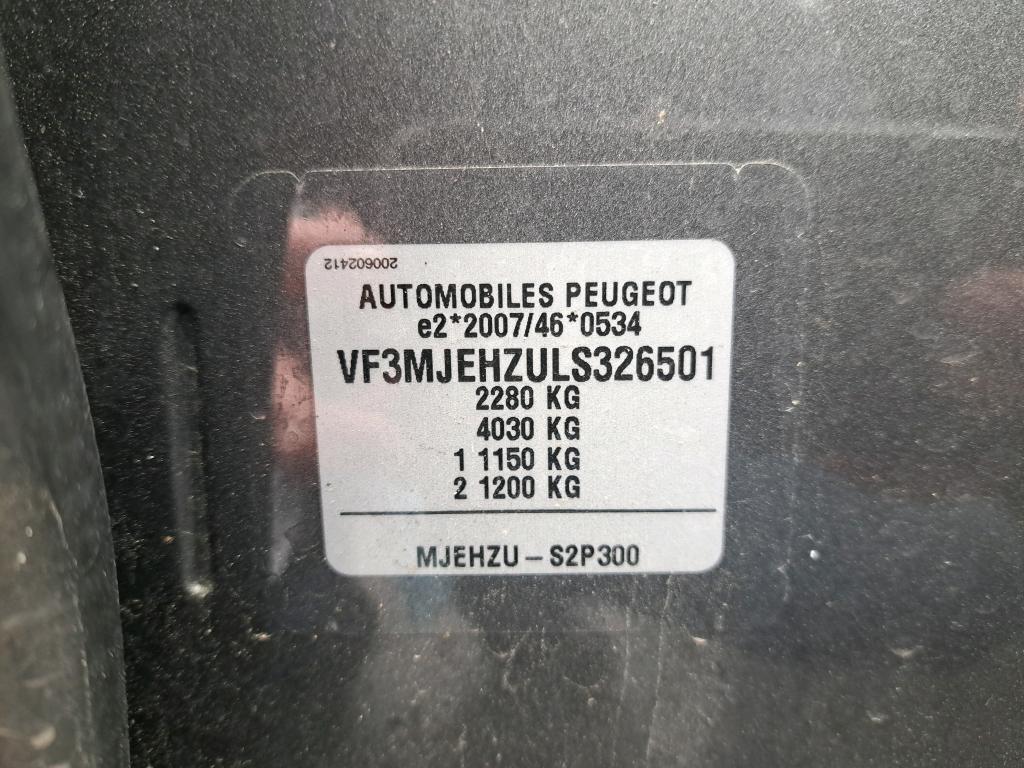 200602412
AUTOMOBILES PEUGEOT
e2*2007/46*0534
VF3MJEHZULS326501
2280 KG
4030 KG
1 1150 KG
2 1200 KG
MJEHZU – S2P300